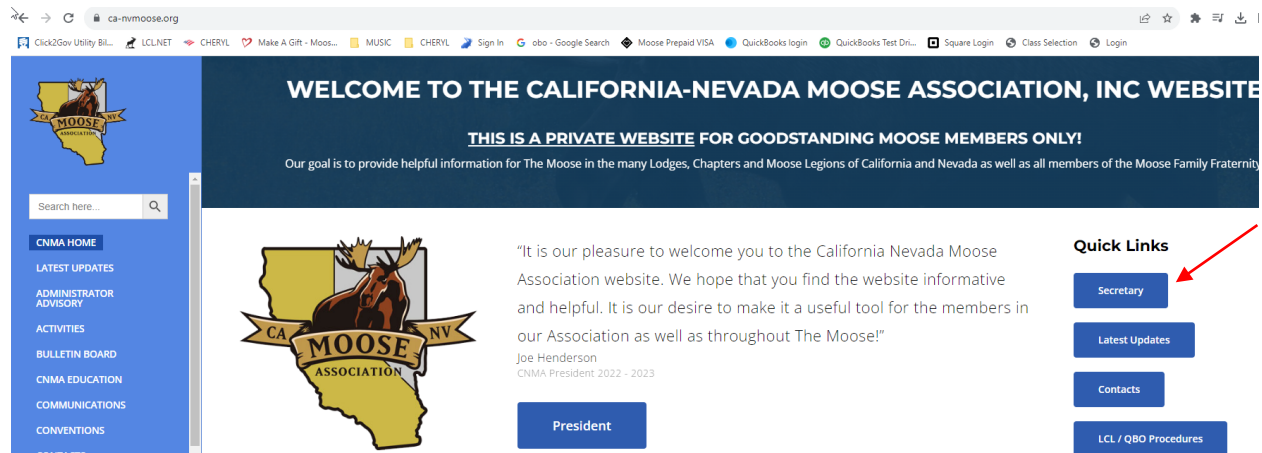 ca-nvmoose.org
Click2Gov Utility Bil... LCL.NET CHERYL Make A Gift - Moos... MUSIC CHERYL Sign In obo - Google Search Moose Prepaid VISA QuickBooks login QuickBooks Test Dri... Square Login Class Selection Login
CA MOOSE NV
ASSOCIATION
WELCOME TO THE CALIFORNIA-NEVADA MOOSE ASSOCIATION, INC WEBSITE
THIS IS A PRIVATE WEBSITE FOR GOODSTANDING MOOSE MEMBERS ONLY!
Our goal is to provide helpful information for The Moose in the many Lodges, Chapters and Moose Legions of California and Nevada as well as all members of the Moose Family Fraternity
Search here...
CNMA HOME
LATEST UPDATES
ADMINISTRATOR
ADVISORY
ACTIVITIES
BULLETIN BOARD
CNMA EDUCATION
COMMUNICATIONS
CONVENTIONS
CA MOOSE NV
ASSOCIATION
“It is our pleasure to welcome you to the California Nevada Moose
Association website. We hope that you find the website informative
and helpful. It is our desire to make it a useful tool for the members in
our Association as well as throughout The Moose!”
Joe Henderson
CNMA President 2022 - 2023
President
Quick Links
Secretary
Latest Updates
Contacts
LCL / QBO Procedures